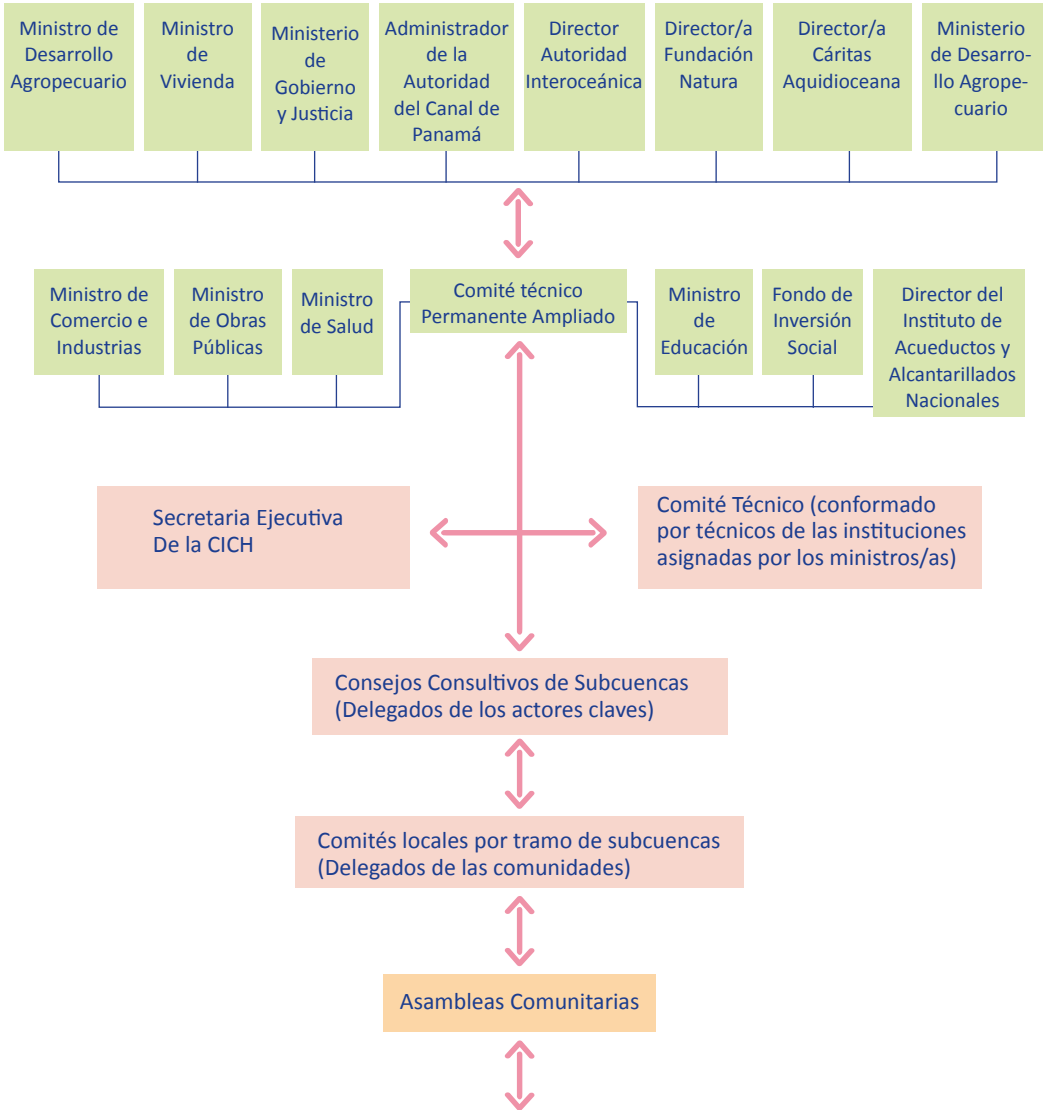 Ministro de
Desarrollo
Agropecuario
Ministro
de
Vivienda
Ministerio
de
Gobierno
y Justicia
Administrador
de la
Autoridad
del Canal de
Panamá
Director
Autoridad
Interoceánica
Director/a
Fundación
Natura
Director/a
Cáritas
Aquidioceana
Ministerio
de Desarro-
llo Agrope-
cuario
Ministro de
Comercio e
Industrias
Ministro
de Obras
Públicas
Ministro
de Salud
Comité técnico
Permanente Ampliado
Ministro
de
Educación
Fondo de
Inversión
Social
Director del
Instituto de
Acueductos y
Alcantarillados
Nacionales
Secretaria Ejecutiva
De la CICH
Comité Técnico (conformado
por técnicos de las instituciones
asignadas por los ministros/as)
Consejos Consultivos de Subcuencas
(Delegados de los actores claves)
Comités locales por tramo de subcuencas
(Delegados de las comunidades)
Asambleas Comunitarias